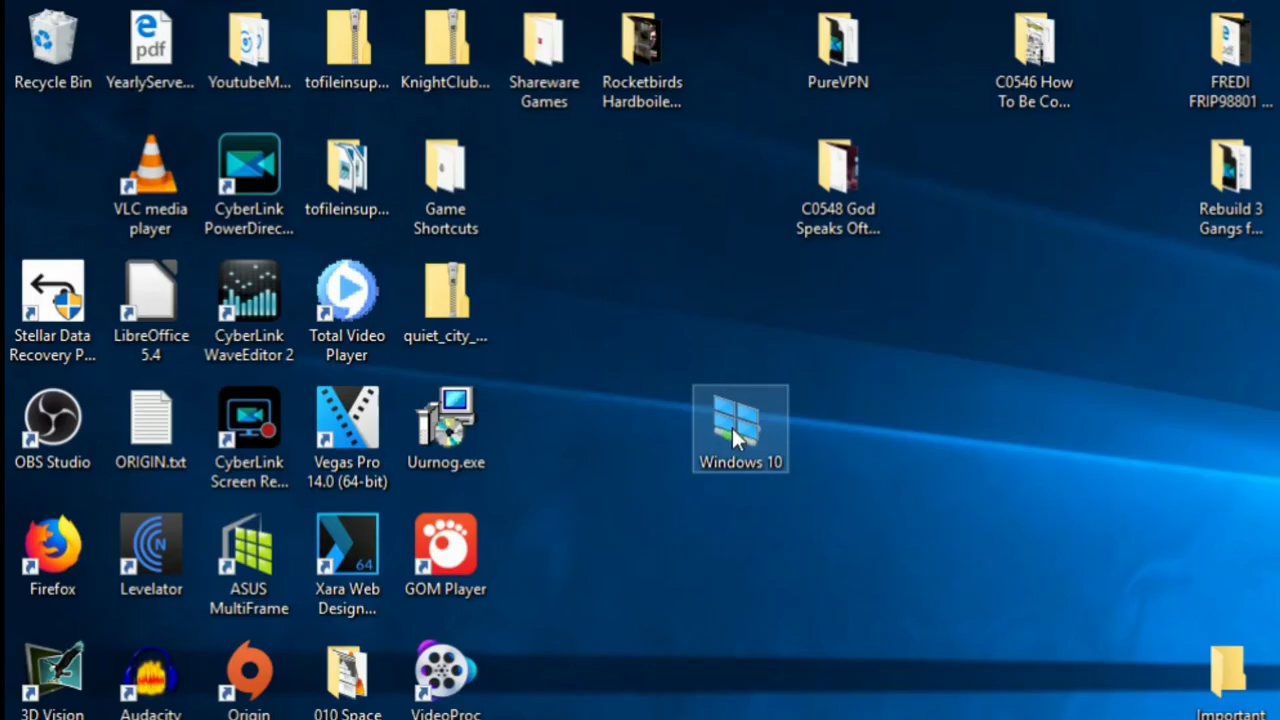 Recycle Bin
YearlyServe...
YoutubeM...
tofileinsup...
KnightClub...
Shareware
Games
Rocketbirds
Hardboile...
PureVPN
C0546 How
To Be Co...
FREDI
FRIP98801 ...
VLC media
player
CyberLink
PowerDirec...
tofileinsup...
Game
Shortcuts
C0548 God
Speaks Oft...
Rebuild 3
Gangs f...
Stellar Data
Recovery P...
LibreOffice
5.4
CyberLink
WaveEditor 2
Total Video
Player
quiet_city_...
OBS Studio
ORIGIN.txt
CyberLink
Screen Re...
Vegas Pro
14.0 (64-bit)
Uurnog.exe
Windows 10
Firefox
Levelator
ASUS
MultiFrame
Xara Web
Design...
GOM Player
3D Vision
Audacity
Origin
010 Space
VideoProc
Important
pdf
pdf
N
64